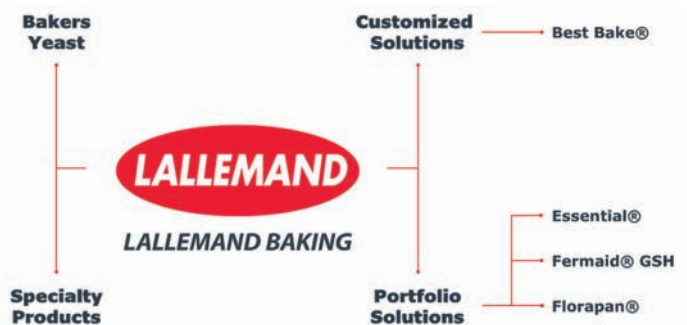 Bakers
Yeast
Customized
Solutions
Best Bake®
LALLEMAND
LALLEMAND BAKING
Essential®
Fermaid® GSH
Florapan®
Specialty
Products
Portfolio
Solutions